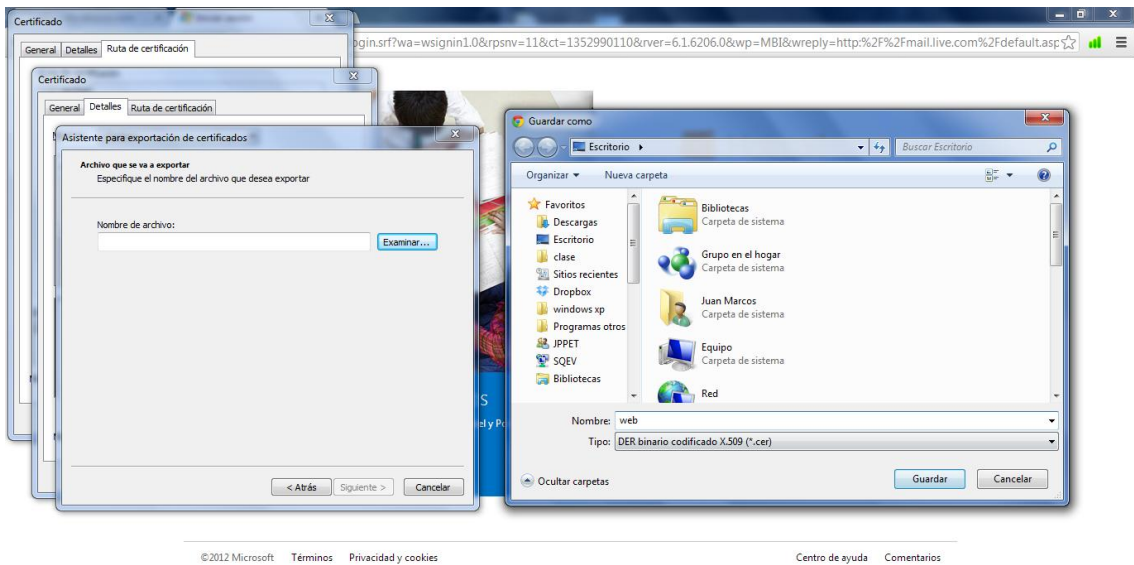 Certificado
General Detalles Ruta de certificación
Certificado
General Detalles Ruta de certificación
Asistente para exportación de certificados
Archivo que se va a exportar
Especifique el nombre del archivo que desea exportar
Nombre de archivo:
Examinar...
< Atrás Siguiente > Cancelar
ogin.srf?wa=wsignin1.0&rpsnv=11&ct=1352990110&rver=6.1.6206.0&wp=MBI&wreply=http:%2F%2Fmail.live.com%2Fdefault.asp
Guardar como
Escritorio
Buscar Escritorio
Organizar Nueva carpeta
Favoritos
Descargas
Escritorio
clase
Sitios recientes
Dropbox
windows xp
Programas otros
JPPET
SQEV
Bibliotecas
Bibliotecas
Carpeta de sistema
Grupo en el hogar
Carpeta de sistema
Juan Marcos
Carpeta de sistema
Equipo
Carpeta de sistema
Red
Nombre: web
Tipo: DER binario codificado X.509 (*.cer)
Ocultar carpetas
Guardar Cancelar
S
el y Po
©2012 Microsoft Términos Privacidad y cookies
Centro de ayuda Comentarios